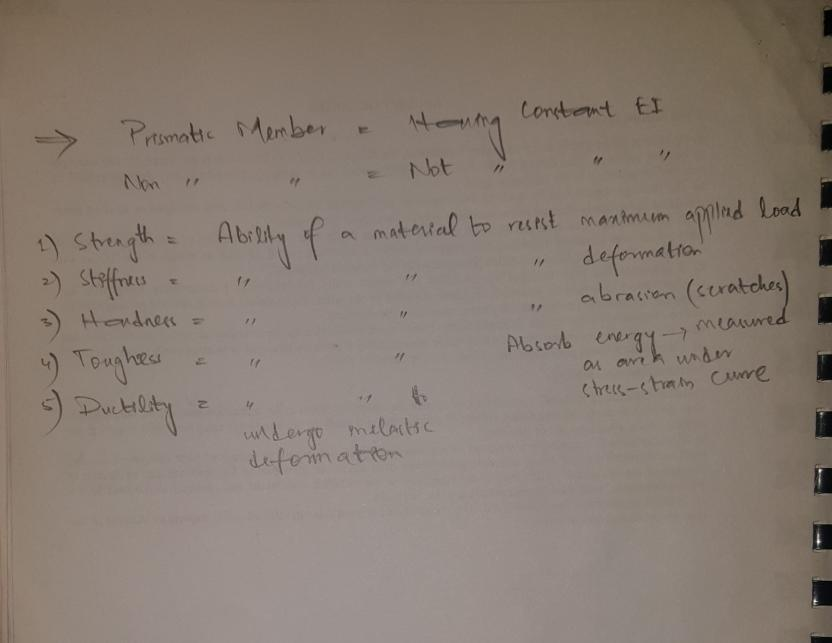 ⇒ Prismatic Member = Having Constant EI
Non " " = Not " " "
1) Strength = Ability of a material to resist maximum applied load
2) Stiffness = " " " deformation
3) Hardness = " " " abrasion (scratches)
4) Toughess = " " Absorb energy → measured
as area under
stress-strain curve
5) Ductility = " " to
undergo inelastic
deformation